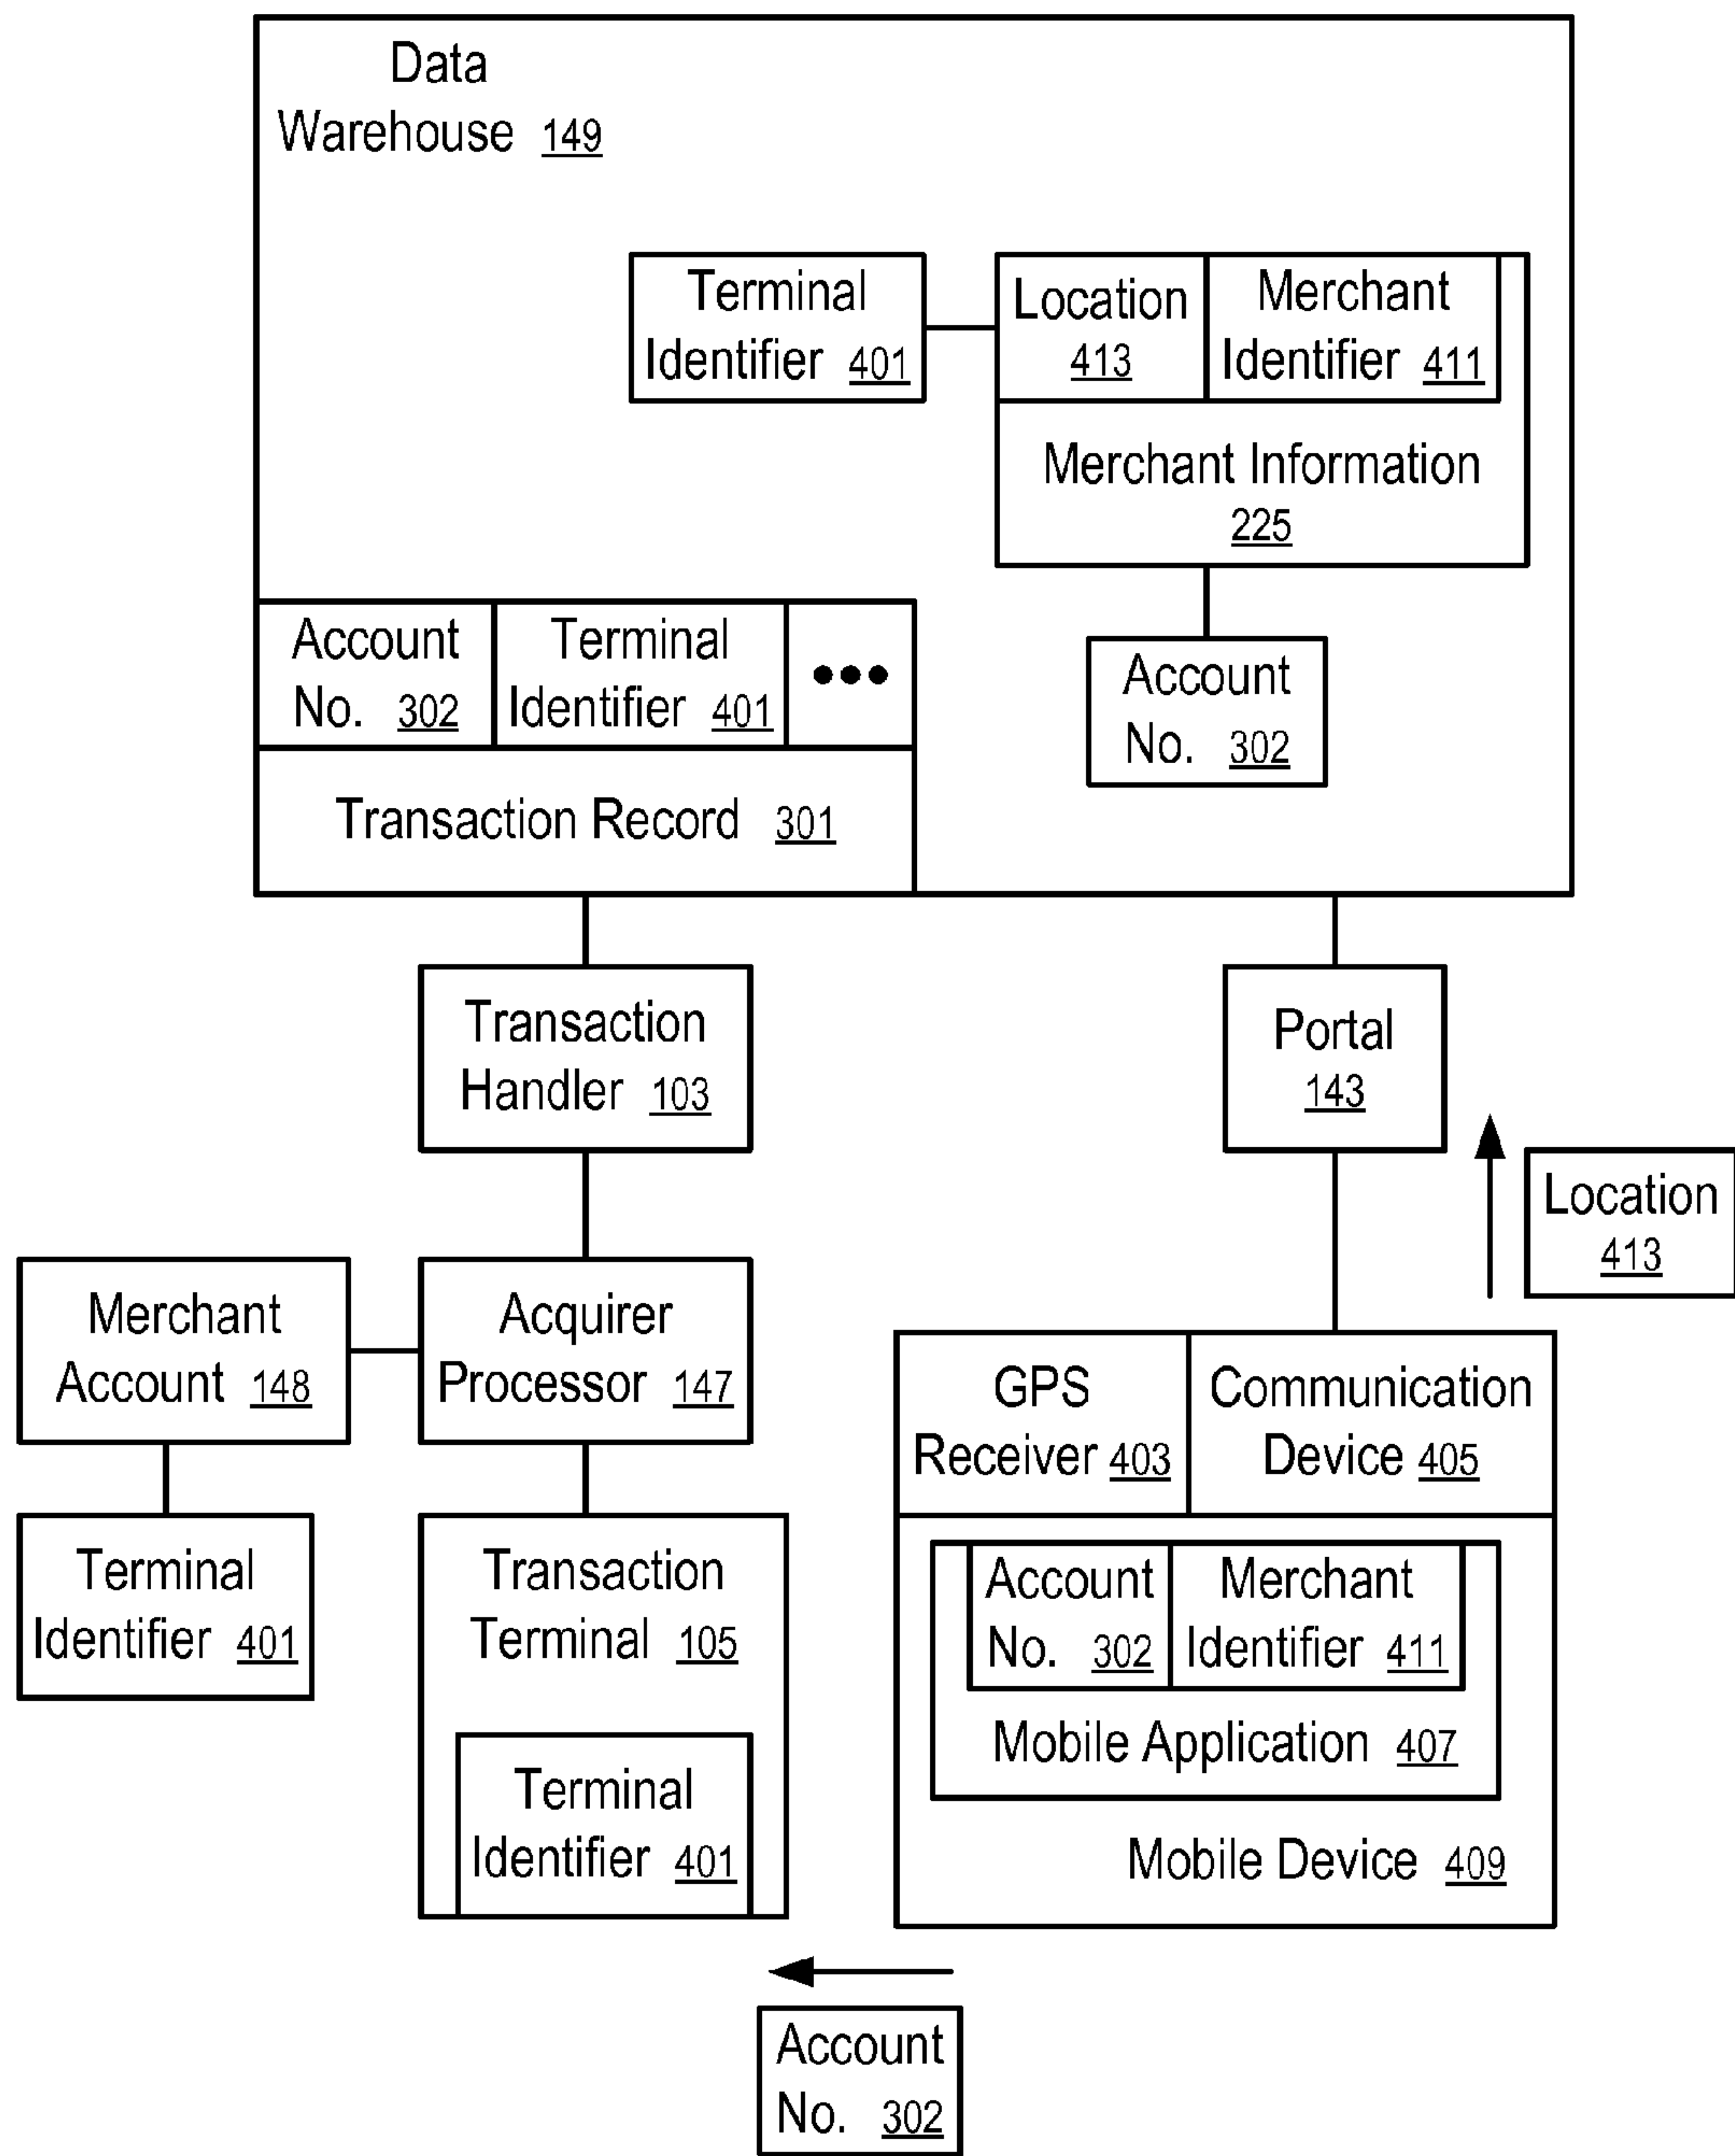 Data
Warehouse 149
Terminal
Identifier 401
Location
413
Merchant
Identifier 411
Merchant Information
225
Account
No. 302
Terminal
Identifier 401
•••
Account
No. 302
Transaction Record 301
Transaction
Handler 103
Portal
143
Location
413
Merchant
Account 148
Acquirer
Processor 147
GPS
Receiver 403
Communication
Device 405
Terminal
Identifier 401
Transaction
Terminal 105
Account
No. 302
Merchant
Identifier 411
Mobile Application 407
Terminal
Identifier 401
Mobile Device 409
Account
No. 302